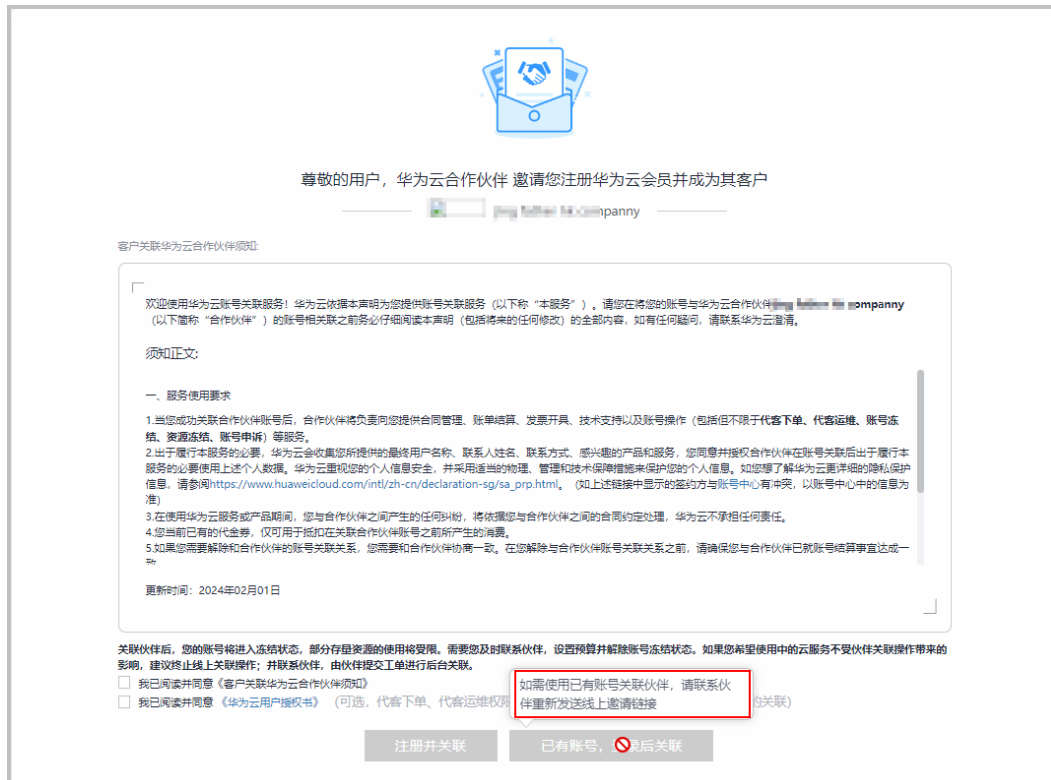 尊敬的用户，华为云合作伙伴 邀请您注册华为云会员并成为其客户
companny
客户关联华为云合作伙伴须知:
欢迎使用华为云账号关联服务！华为云依据本声明为您提供账号关联服务（以下称“本服务”）。请您在将您的账号与华为云合作伙伴 companny
（以下简称“合作伙伴”）的账号相关联之前务必仔细阅读本声明（包括将来的任何修改）的全部内容，如有任何疑问，请联系华为云澄清。
须知正文:
一、服务使用要求
1.当您成功关联合作伙伴账号后，合作伙伴将负责向您提供合同管理、账单结算、发票开具、技术支持以及账号操作（包括但不限于代客下单、代客运维、账号冻
结、资源冻结、账号申诉）等服务。
2.出于履行本服务的必要，华为云会收集您所提供的最终用户名称、联系人姓名、联系方式、感兴趣的产品和服务，您同意并授权合作伙伴在账号关联后出于履行本
服务的必要使用上述个人数据。华为云重视您的个人信息安全，并采用适当的物理、管理和技术保障措施来保护您的个人信息。如您想了解华为云更详细的隐私保护
信息，请参阅https://www.huaweicloud.com/intl/zh-cn/declaration-sg/sa_prp.html。（如上述链接中显示的签约方与账号中心有冲突，以账号中心中的信息为
准）
3.在使用华为云服务或产品期间，您与合作伙伴之间产生的任何纠纷，将依据您与合作伙伴之间的合同约定处理，华为云不承担任何责任。
4.您当前已有的代金券，仅可用于抵扣在关联合作伙伴账号之前所产生的消费。
5.如果您需要解除和合作伙伴的账号关联关系，您需要和合作伙伴协商一致。在您解除与合作伙伴账号关联关系之前，请确保您与合作伙伴已就账号结算事宜达成一
致
更新时间：2024年02月01日
关联伙伴后，您的账号将进入冻结状态，部分存量资源的使用将受限。需要您及时联系伙伴，设置预算并解除账号冻结状态。如果您希望使用中的云服务不受伙伴关联操作带来的
影响，建议终止线上关联操作；并联系伙伴，由伙伴提交工单进行后台关联。
我已阅读并同意《客户关联华为云合作伙伴须知》
如需使用已有账号关联伙伴，请联系伙
伴重新发送线上邀请链接
我已阅读并同意《华为云用户授权书》（可选，代客下单、代客运维权 的关联）
注册并关联
已有账号， 后关联